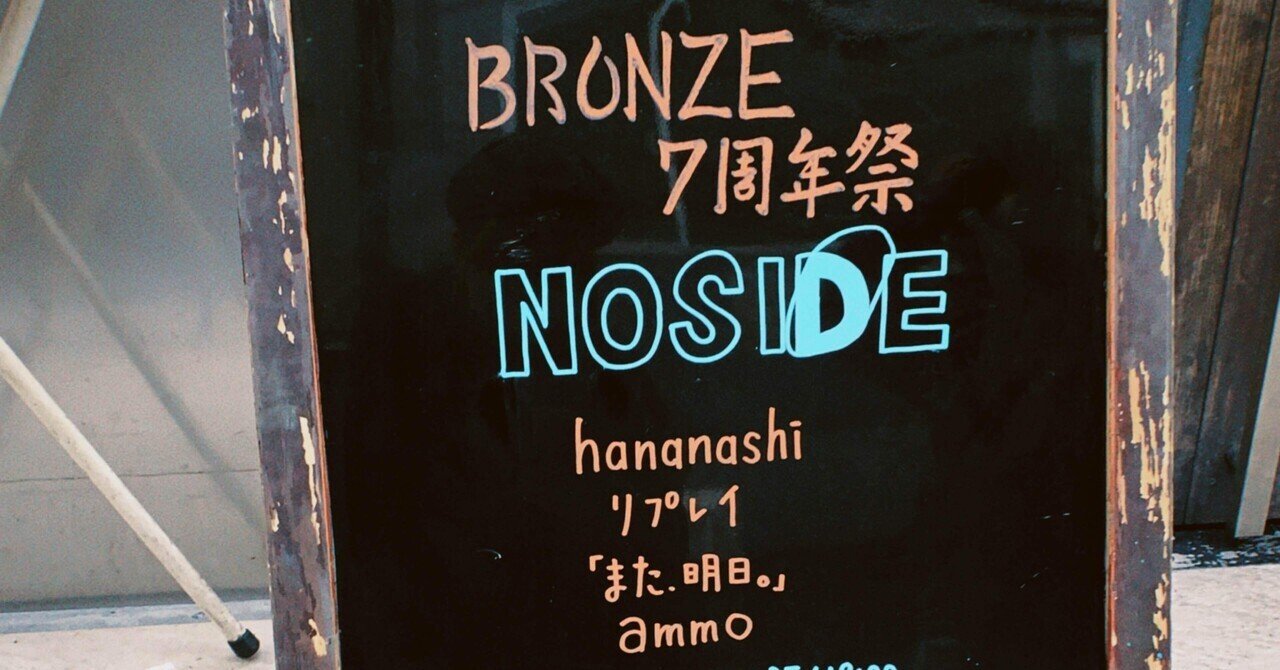 BRONZE
7周年祭
NOSIDE
hananashi
リプレイ
「また、明日。」
ammo